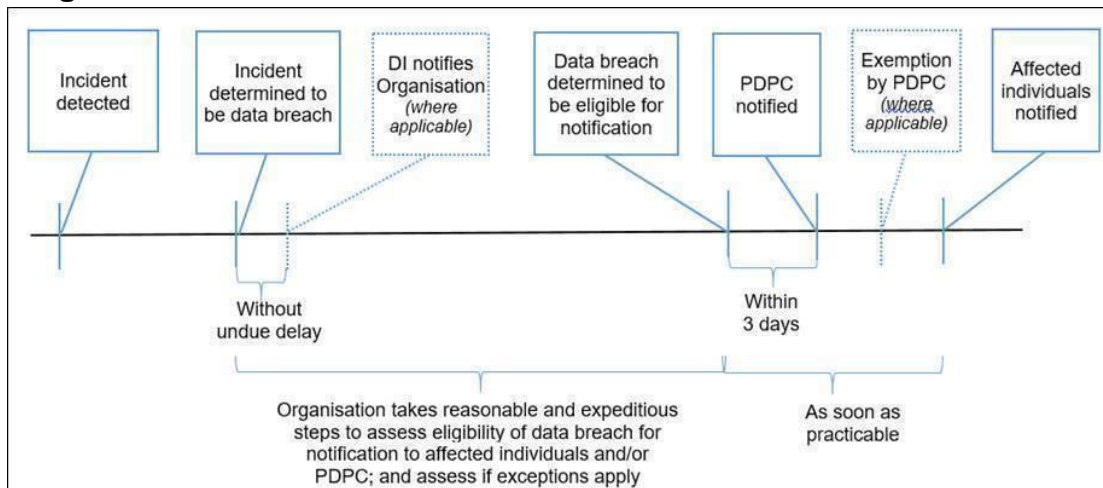 Incident
detected
Incident
determined to
be data breach
DI notifies
Organisation
(where
applicable)
Data breach
determined to
be eligible for
notification
PDPC
notified
Exemption
by PDPC
(where
applicable)
Affected
individuals
notified
Without
undue delay
Within
3 days
Organisation takes reasonable and expeditious
steps to assess eligibility of data breach for
notification to affected individuals and/or
PDPC; and assess if exceptions apply
As soon as
practicable